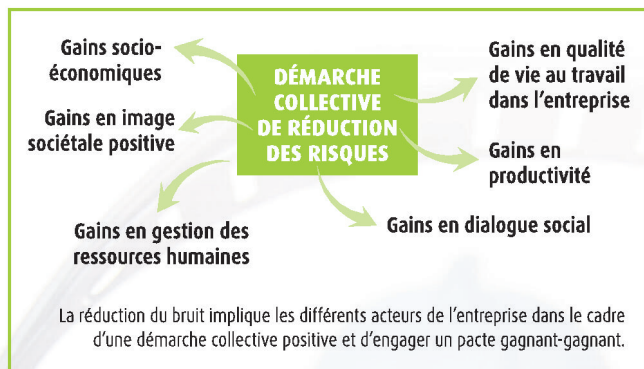 Gains socio-
économiques
Gains en image
sociétale positive
Gains en gestion des
ressources humaines
DÉMARCHE
COLLECTIVE
DE RÉDUCTION
DES RISQUES
Gains en qualité
de vie au travail
dans l'entreprise
Gains en
productivité
Gains en dialogue social
La réduction du bruit implique les différents acteurs de l'entreprise dans le cadre
d'une démarche collective positive et d'engager un pacte gagnant-gagnant.